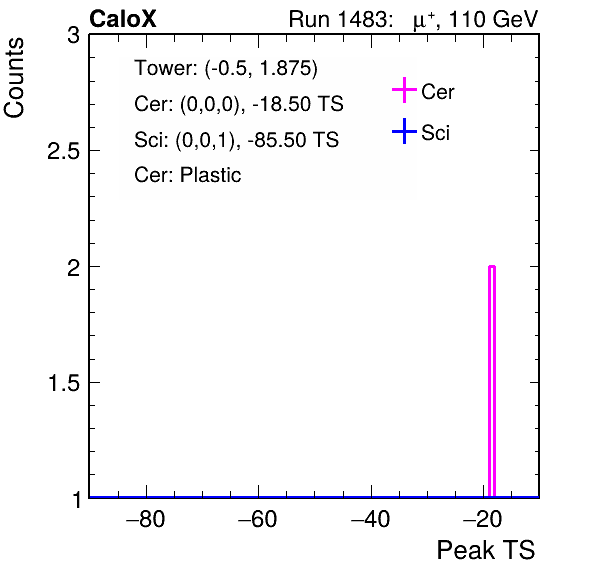 CaloX Run 1483: μ⁺, 110 GeV
Counts
3
2.5
2
1.5
1
Tower: (-0.5, 1.875)
Cer: (0,0,0), -18.50 TS
Sci: (0,0,1), -85.50 TS
Cer: Plastic
Cer
Sci
−80 −60 −40 −20
Peak TS